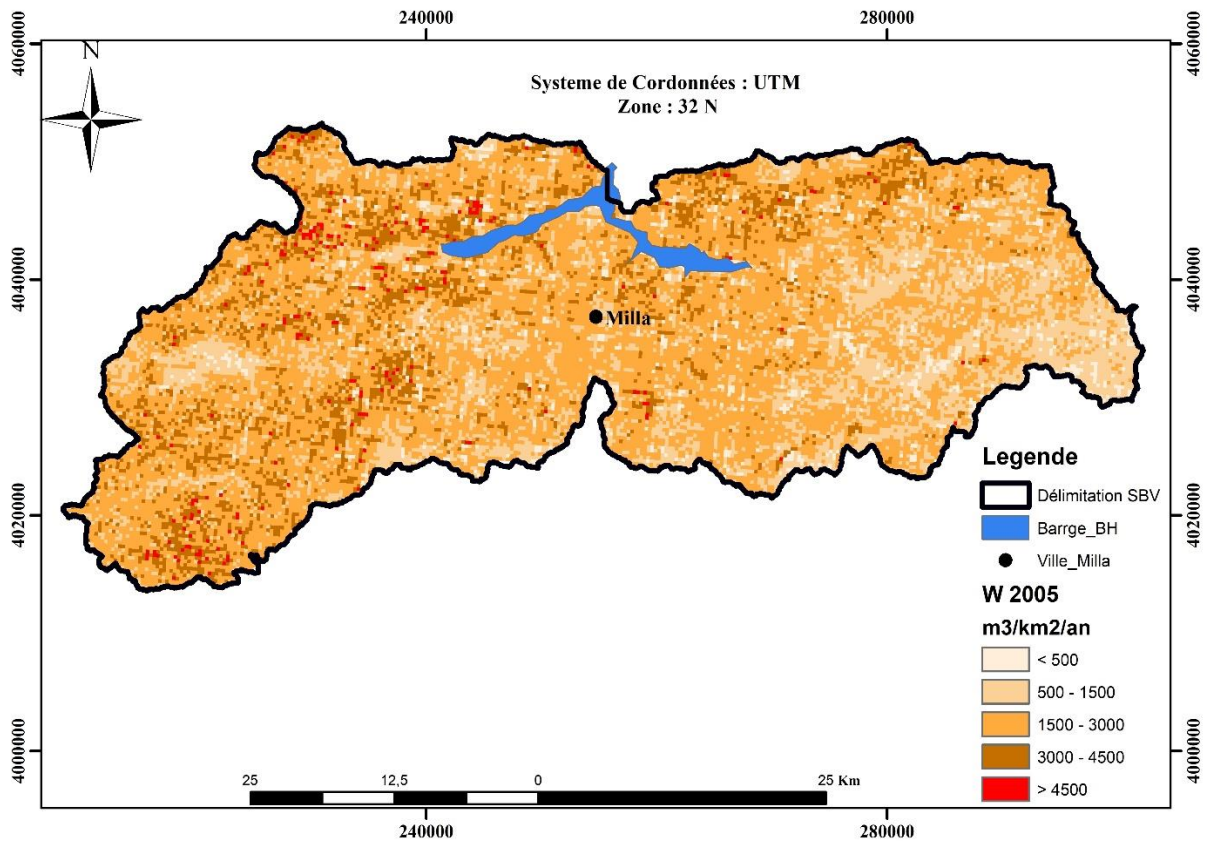 240000
280000
4060000
4060000
N
Systeme de Cordonnées : UTM
Zone : 32 N
4040000
4040000
Milla
Legende
Délimitation SBV
Barrge_BH
Ville_Milla
W 2005
m3/km2/an
< 500
500 - 1500
1500 - 3000
3000 - 4500
> 4500
4020000
4020000
4000000
4000000
25
12,5
0
25 Km
240000
280000